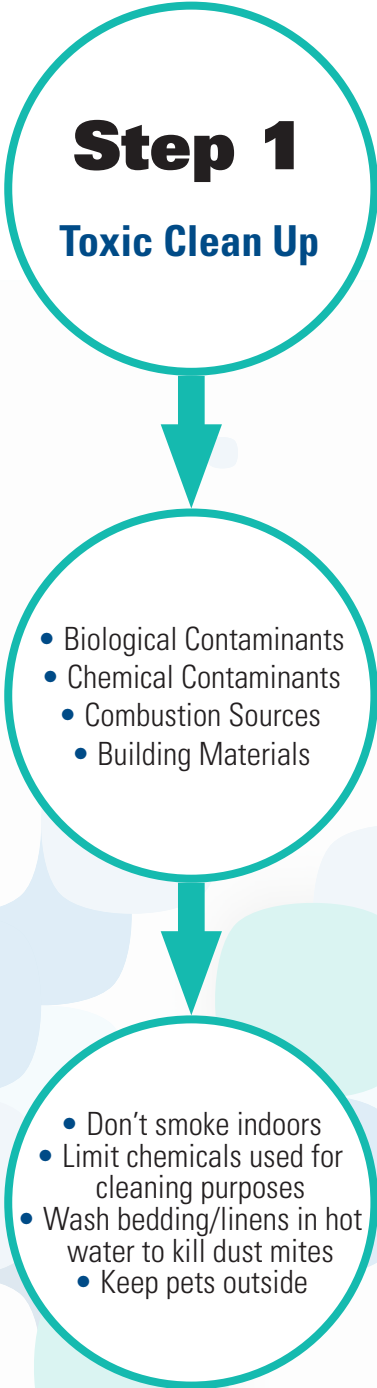 Step 1
Toxic Clean Up
• Biological Contaminants
• Chemical Contaminants
• Combustion Sources
• Building Materials
• Don’t smoke indoors
• Limit chemicals used for
cleaning purposes
• Wash bedding/linens in hot
water to kill dust mites
• Keep pets outside